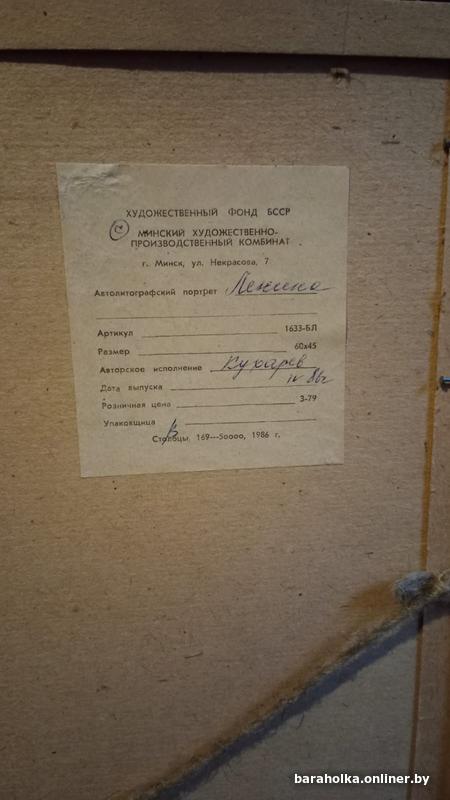 ХУДОЖЕСТВЕННЫЙ ФОНД БССР
МИНСКИЙ ХУДОЖЕСТВЕННО-
ПРОИЗВОДСТВЕННЫЙ КОМБИНАТ
г. Минск, ул. Некрасова, 7
Автолитографский портрет Ленина
Артикул 1633-БЛ
Размер 60х45
Авторское исполнение Кухарев
Дата выпуска IV 86г
Розничная цена 3-79
Упаковщица
Столбцы, 169—50000, 1986 г.
baraholka.onliner.by